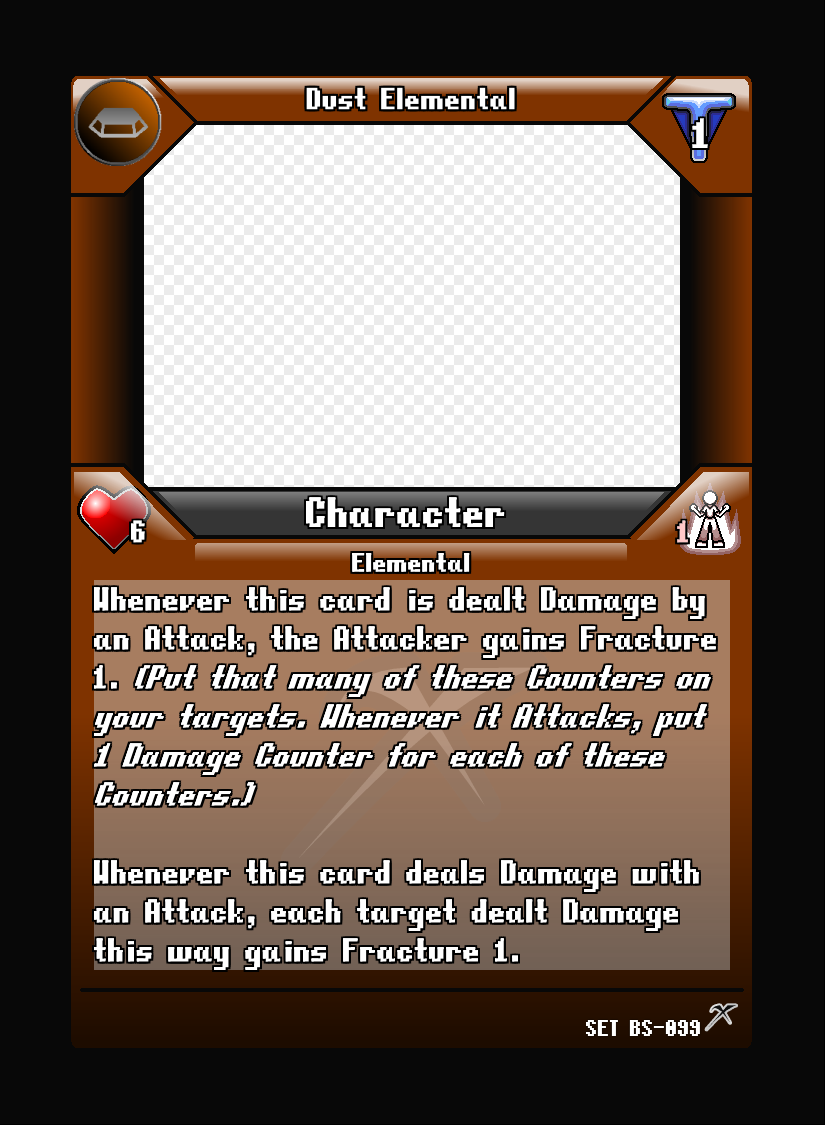 Dust Elemental
1
Character
6
1
Elemental
Whenever this card is dealt Damage by
an Attack, the Attacker gains Fracture
1. (Put that many of these Counters on
your targets. Whenever it Attacks, put
1 Damage Counter for each of these
Counters.)
Whenever this card deals Damage with
an Attack, each target dealt Damage
this way gains Fracture 1.
SET BS-099